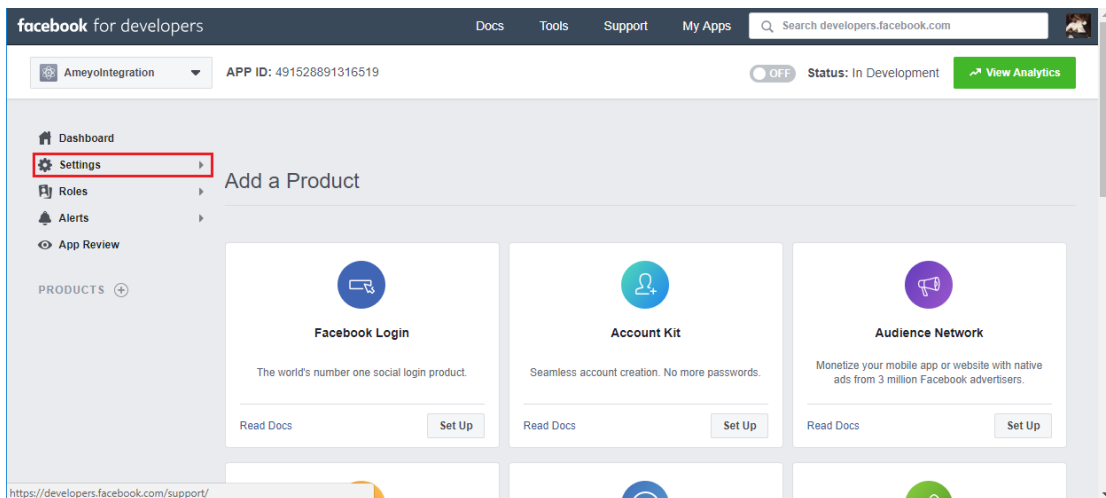 facebook for developers
Docs
Tools
Support
My Apps
Search developers.facebook.com
AmeyoIntegration
APP ID: 491528891316519
OFF
Status: In Development
View Analytics
Dashboard
Settings
Roles
Alerts
App Review
PRODUCTS
Add a Product
Facebook Login
The world's number one social login product.
Read Docs
Set Up
Account Kit
Seamless account creation. No more passwords.
Read Docs
Set Up
Audience Network
Monetize your mobile app or website with native
ads from 3 million Facebook advertisers.
Read Docs
Set Up
https://developers.facebook.com/support/